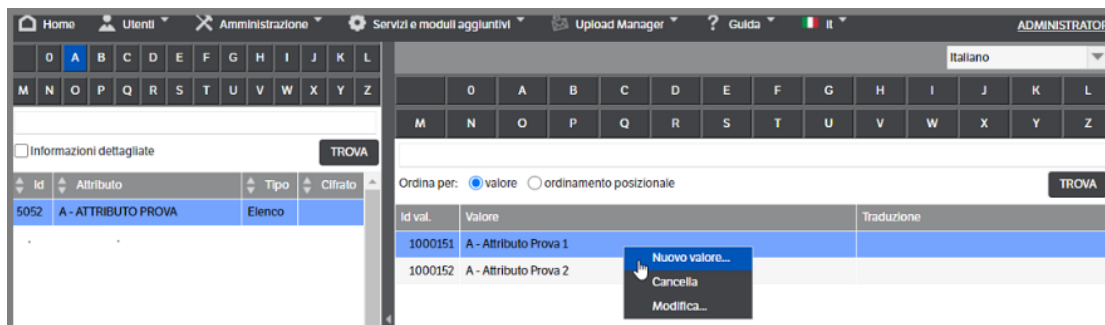 Home Utenti Amministrazione Servizi e moduli aggiuntivi Upload Manager ? Guida It ADMINISTRATOR
0 A B C D E F G H I J K L
M N O P Q R S T U V W X Y Z
Informazioni dettagliate TROVA
Id Attributo Tipo Cifrato
5052 A - ATTRIBUTO PROVA Elenco
Italiano
0 A B C D E F G H I J K L
M N O P Q R S T U V W X Y Z
Ordina per: valore ordinamento posizionale TROVA
Id val. Valore Traduzione
1000151 A - Attributo Prova 1
1000152 A - Attributo Prova 2
Nuovo valore...
Cancella
Modifica...